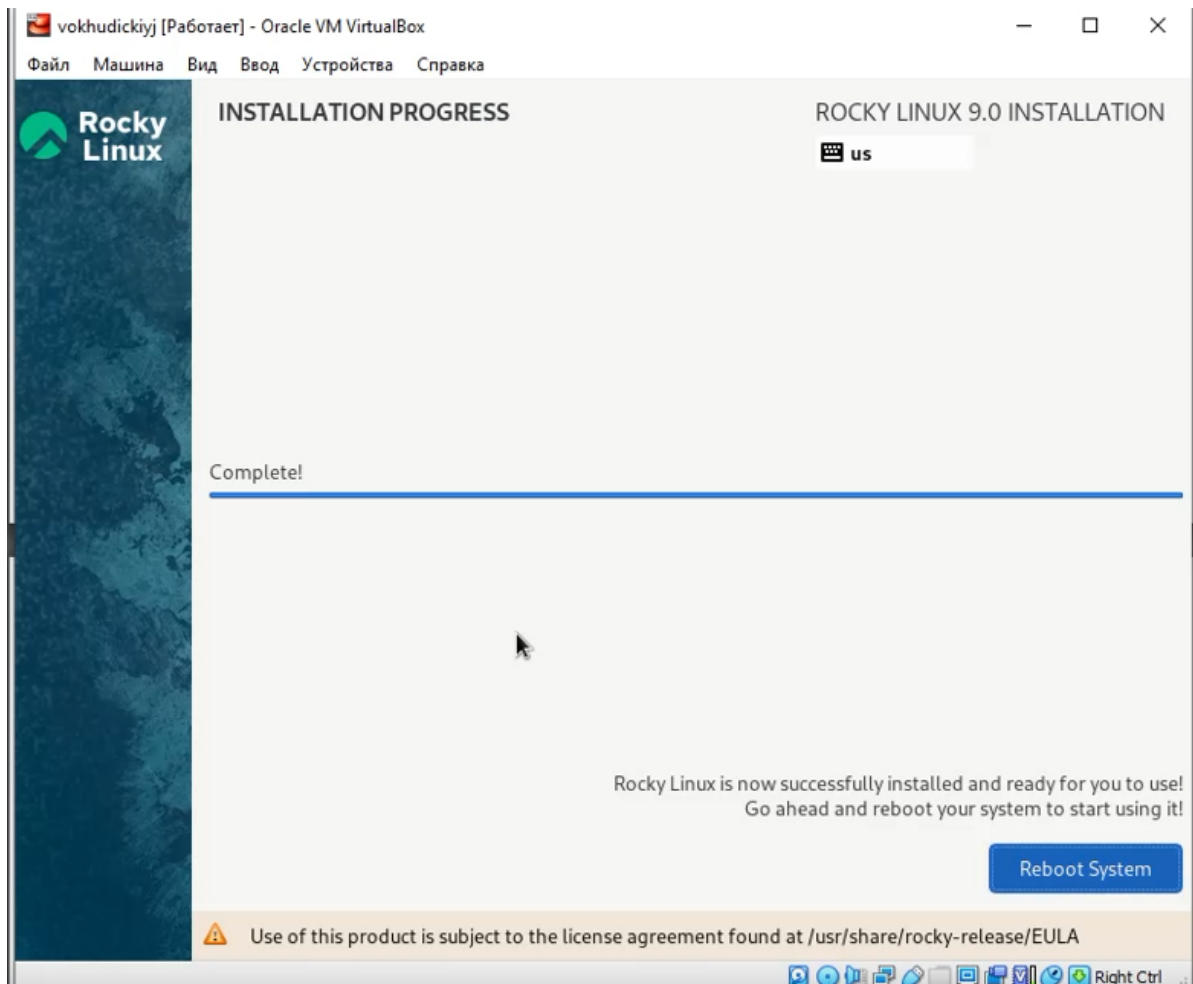 vokhudickiyj [Работает] - Oracle VM VirtualBox
Файл Машина Вид Ввод Устройства Справка
Rocky
Linux
INSTALLATION PROGRESS
ROCKY LINUX 9.0 INSTALLATION
us
Complete!
Rocky Linux is now successfully installed and ready for you to use!
Go ahead and reboot your system to start using it!
Reboot System
Use of this product is subject to the license agreement found at /usr/share/rocky-release/EULA
Right Ctrl